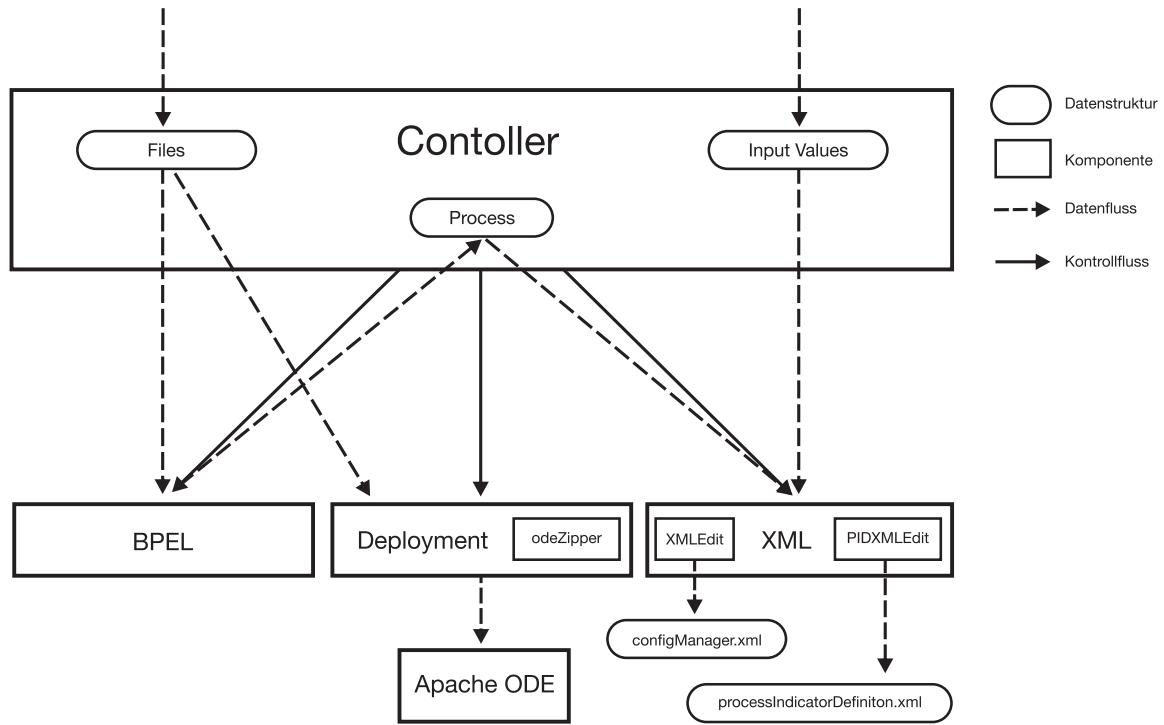 Files
Contoller
Input Values
Process
Datenstruktur
Komponente
Datenfluss
Kontrollfluss
BPEL
Deployment
odeZipper
XMLEdit
XML
PIDXMLEdit
configManager.xml
Apache ODE
processIndicatorDefiniton.xml